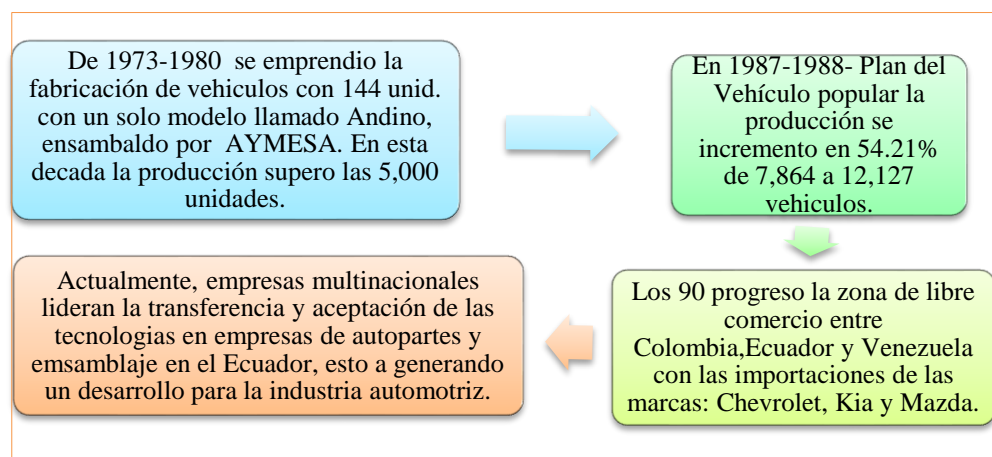 De 1973-1980 se emprendio la
fabricación de vehiculos con 144 unid.
con un solo modelo llamado Andino,
ensambaldo por AYMESA. En esta
decada la producción supero las 5,000
unidades.
En 1987-1988- Plan del
Vehículo popular la
producción se
incremento en 54.21%
de 7,864 a 12,127
vehiculos.
Los 90 progreso la zona de libre
comercio entre
Colombia,Ecuador y Venezuela
con las importaciones de las
marcas: Chevrolet, Kia y Mazda.
Actualmente, empresas multinacionales
lideran la transferencia y aceptación de las
tecnologias en empresas de autopartes y
emsamblaje en el Ecuador, esto a generando
un desarrollo para la industria automotriz.